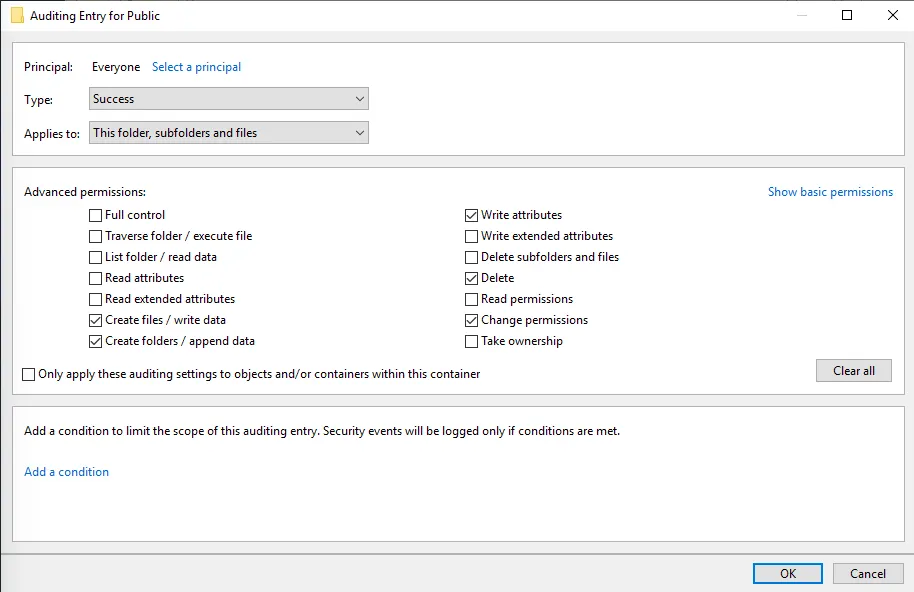 Auditing Entry for Public
Principal: Everyone Select a principal
Type: Success
Applies to: This folder, subfolders and files
Advanced permissions: Show basic permissions
Full control Write attributes
Traverse folder / execute file Write extended attributes
List folder / read data Delete subfolders and files
Read attributes Delete
Read extended attributes Read permissions
Create files / write data Change permissions
Create folders / append data Take ownership
Only apply these auditing settings to objects and/or containers within this container Clear all
Add a condition to limit the scope of this auditing entry. Security events will be logged only if conditions are met.
Add a condition
OK Cancel